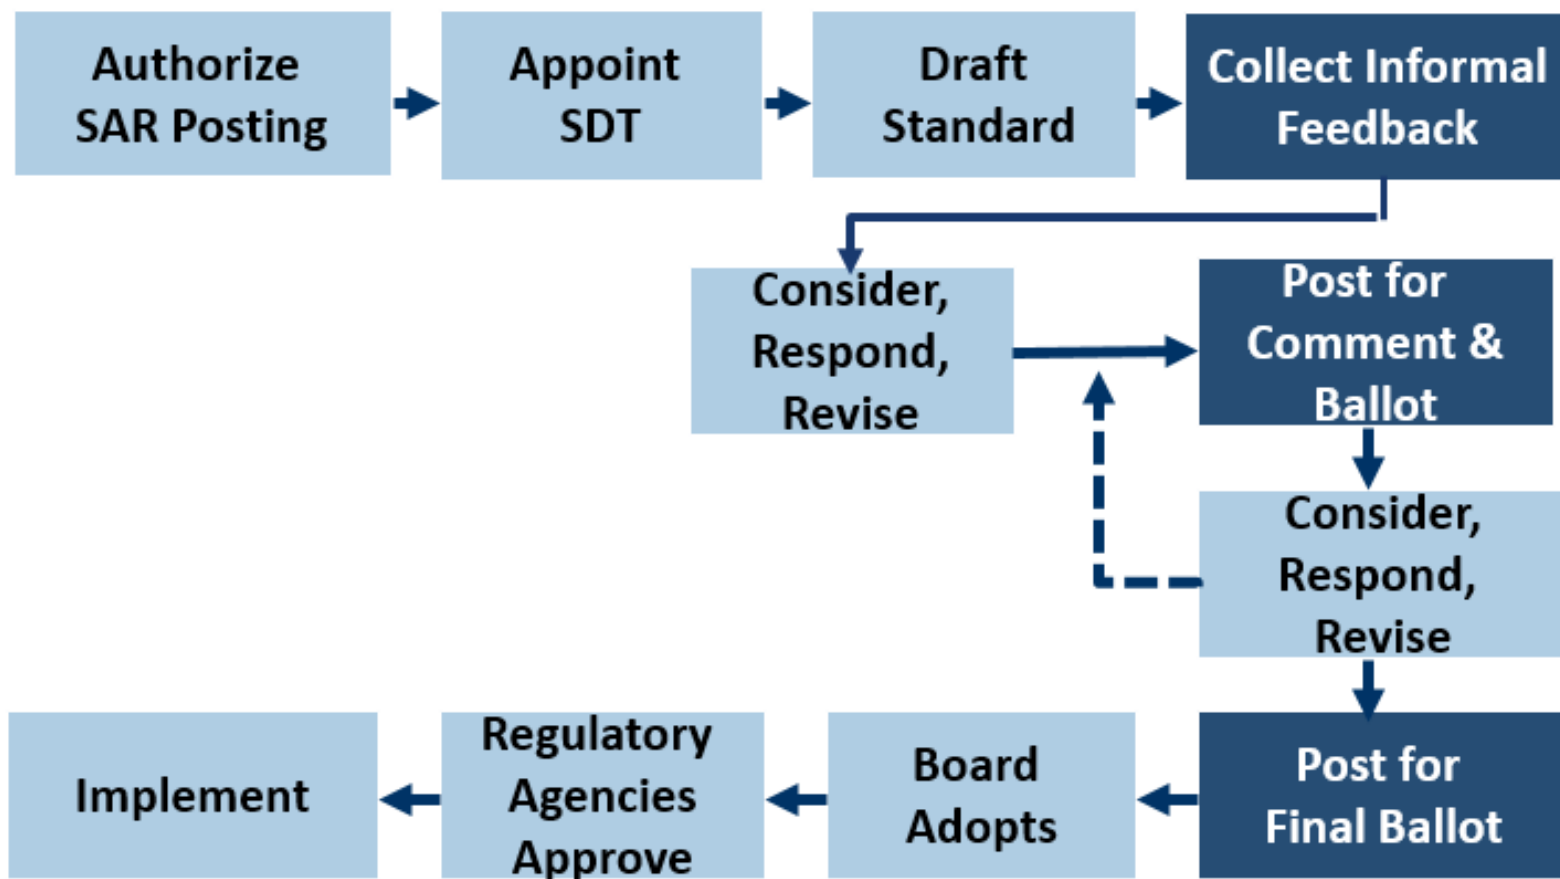 Authorize
SAR Posting
Appoint
SDT
Draft
Standard
Collect Informal
Feedback
Consider,
Respond,
Revise
Post for
Comment &
Ballot
Consider,
Respond,
Revise
Implement
Regulatory
Agencies
Approve
Board
Adopts
Post for
Final Ballot